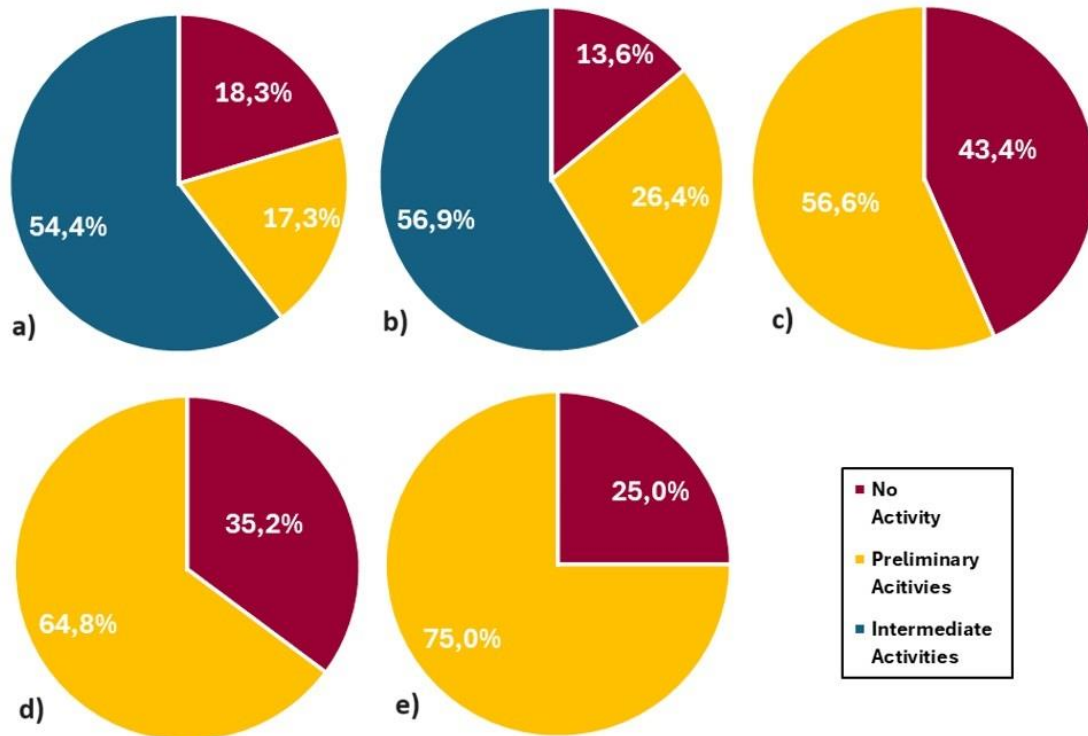 18,3%
17,3%
54,4%
a)
13,6%
26,4%
56,9%
b)
43,4%
56,6%
c)
35,2%
64,8%
d)
25,0%
75,0%
e)
No
Activity
Preliminary
Acitivies
Intermediate
Activities